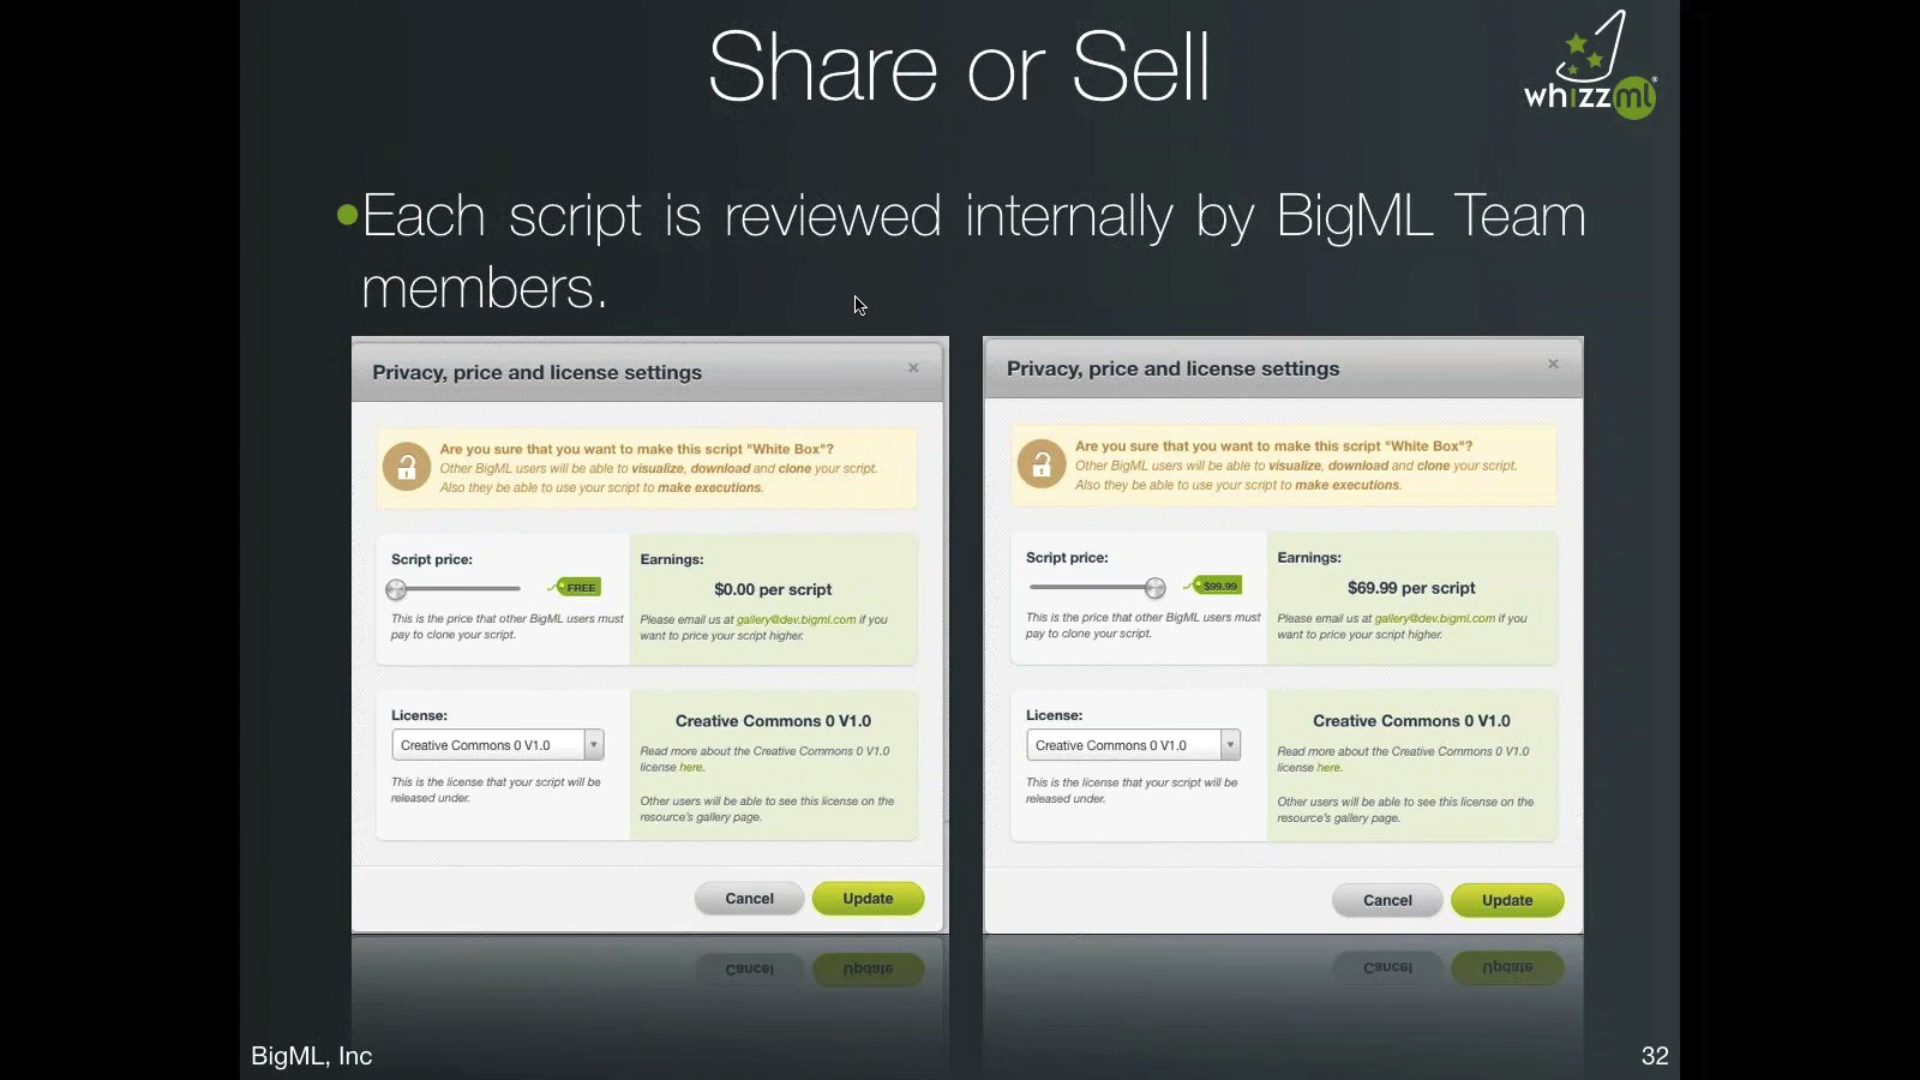 Share or Sell
whizzml
•Each script is reviewed internally by BigML Team
members.
Privacy, price and license settings
×
Are you sure that you want to make this script "White Box"?
Other BigML users will be able to visualize, download and clone your script.
Also they be able to use your script to make executions.
Script price:
FREE
This is the price that other BigML users must
pay to clone your script.
Earnings:
$0.00 per script
Please email us at gallery@dev.bigml.com if you
want to price your script higher.
License:
Creative Commons 0 V1.0
This is the license that your script will be
released under.
Creative Commons 0 V1.0
Read more about the Creative Commons 0 V1.0
license here.
Other users will be able to see this license on the
resource's gallery page.
Cancel
Update
Privacy, price and license settings
×
Are you sure that you want to make this script "White Box"?
Other BigML users will be able to visualize, download and clone your script.
Also they be able to use your script to make executions.
Script price:
$99.99
This is the price that other BigML users must
pay to clone your script.
Earnings:
$69.99 per script
Please email us at gallery@dev.bigml.com if you
want to price your script higher.
License:
Creative Commons 0 V1.0
This is the license that your script will be
released under.
Creative Commons 0 V1.0
Read more about the Creative Commons 0 V1.0
license here.
Other users will be able to see this license on the
resource's gallery page.
Cancel
Update
BigML, Inc
32